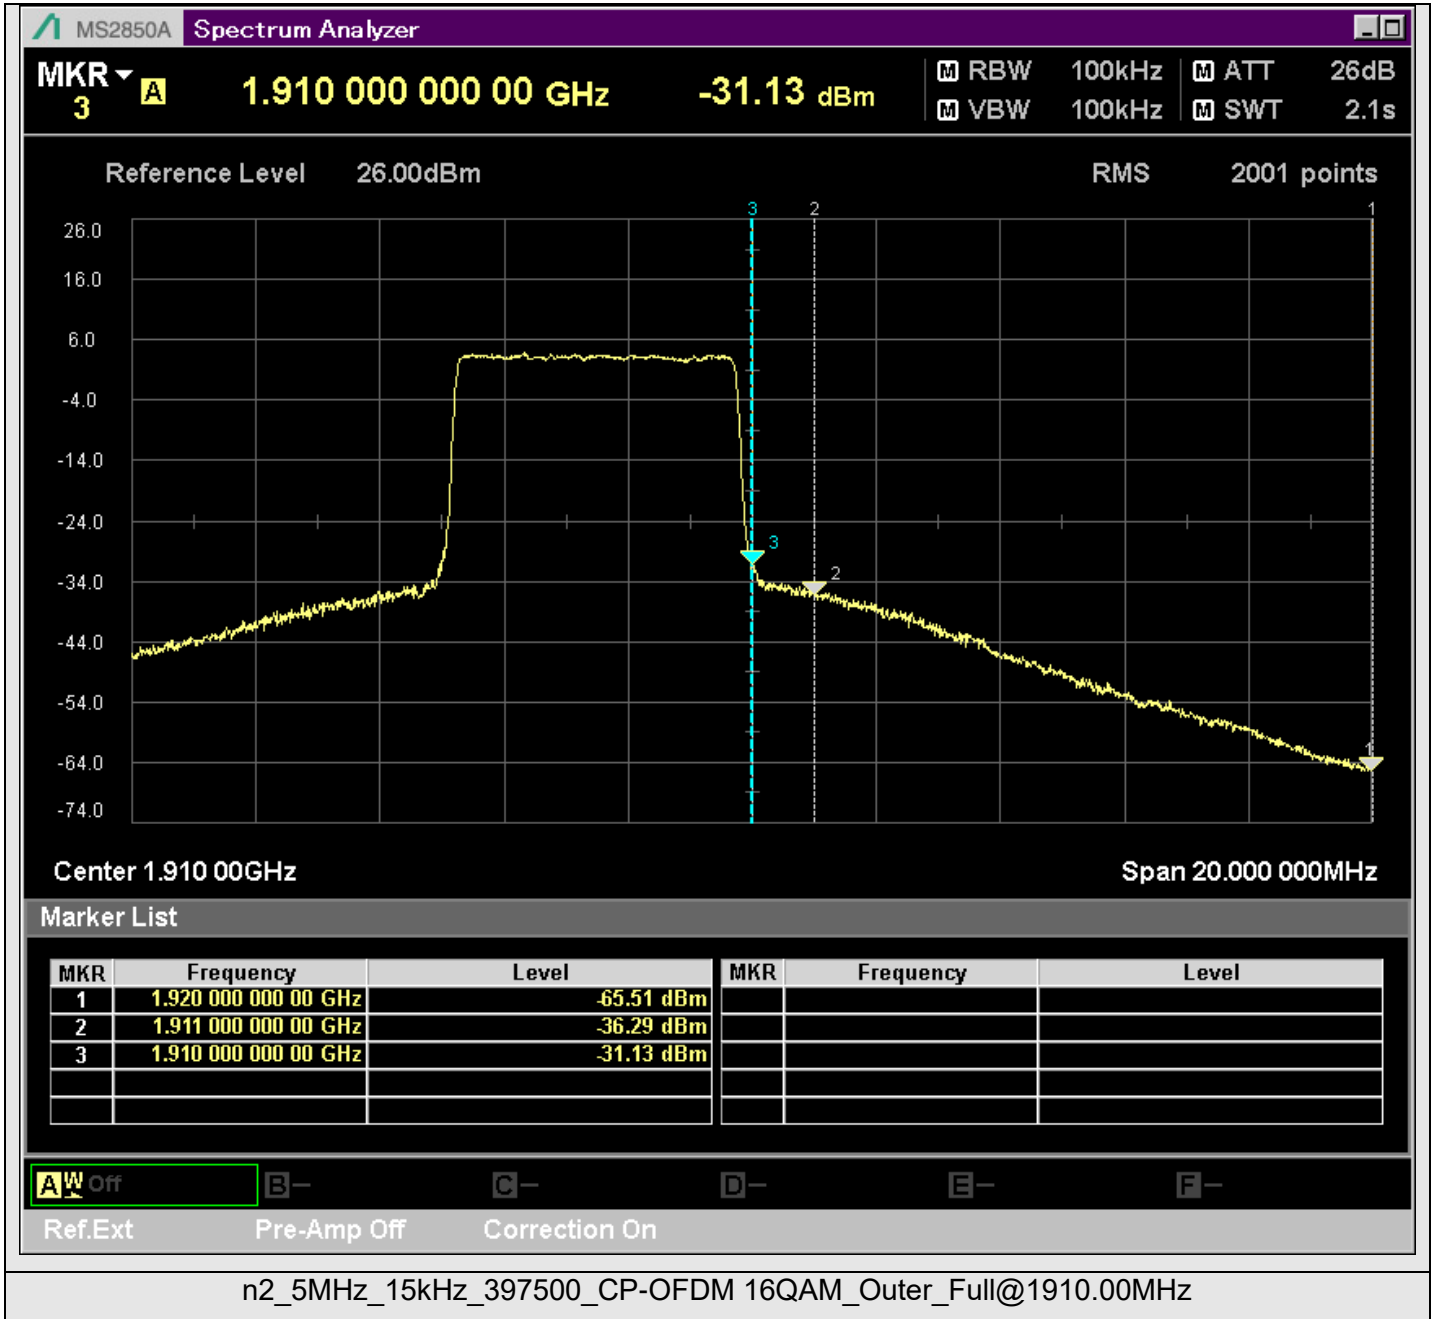 MS2850A Spectrum Analyzer
MKR A 1.910 000 000 00 GHz -31.13 dBm M RBW 100kHz M ATT 26dB
3 M VBW 100kHz M SWT 2.1s
Reference Level 26.00dBm RMS 2001 points
3 2 1
26.0
16.0
6.0
-4.0
-14.0
-24.0
3
-34.0 2
-44.0
-54.0
-64.0 1
-74.0
Center 1.910 00GHz Span 20.000 000MHz
Marker List
MKR Frequency Level MKR Frequency Level
1 1.920 000 000 00 GHz -65.51 dBm
2 1.911 000 000 00 GHz -36.29 dBm
3 1.910 000 000 00 GHz -31.13 dBm
A W Off B — C — D — E — F —
Ref.Ext Pre-Amp Off Correction On
n2_5MHz_15kHz_397500_CP-OFDM 16QAM_Outer_Full@1910.00MHz